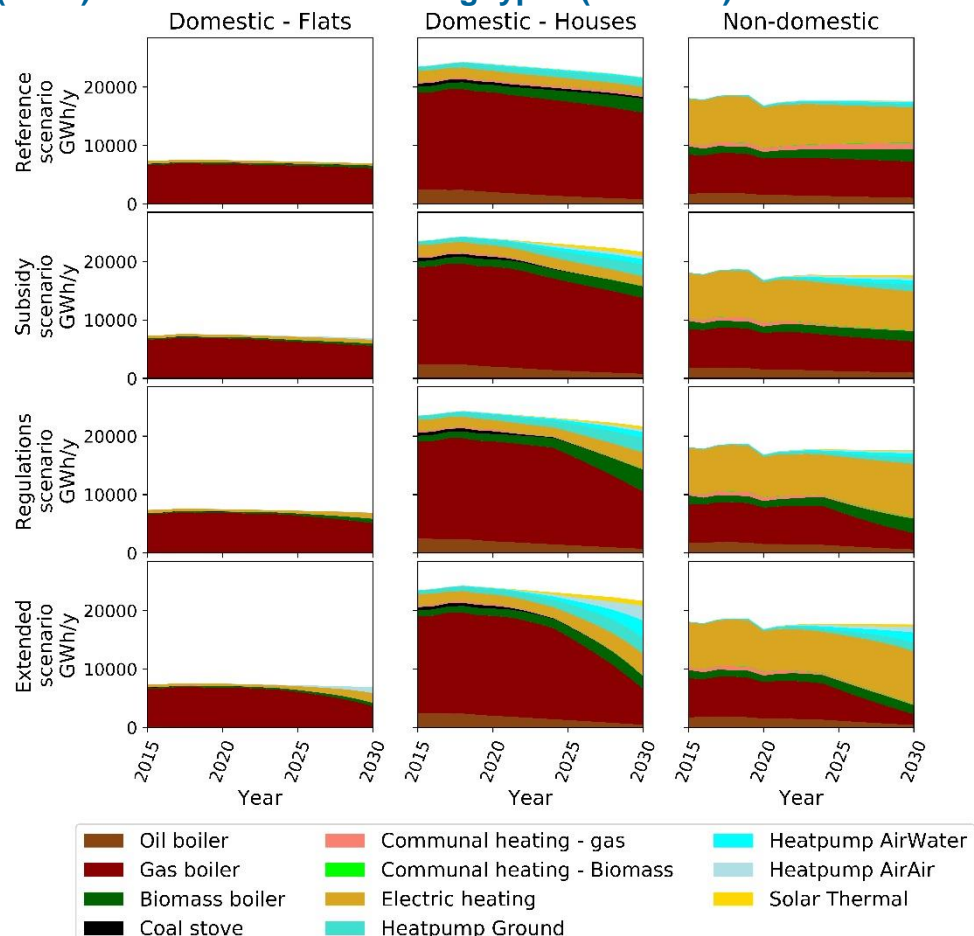 Domestic - Flats
Domestic - Houses
Non-domestic
Reference
scenario
GWh/y
20000
10000
0
Subsidy
scenario
GWh/y
20000
10000
0
Regulations
scenario
GWh/y
20000
10000
0
Extended
scenario
GWh/y
20000
10000
0
2015 2020 2025 2030
2015 2020 2025 2030
2015 2020 2025 2030
Year
Year
Year
Oil boiler
Gas boiler
Biomass boiler
Coal stove
Communal heating - gas
Communal heating - Biomass
Electric heating
Heatpump Ground
Heatpump AirWater
Heatpump AirAir
Solar Thermal